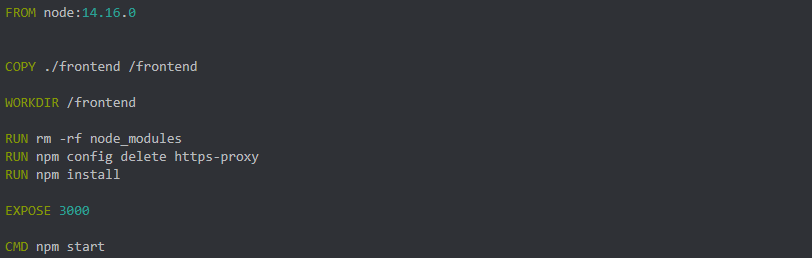 FROM node:14.16.0
COPY ./frontend /frontend
WORKDIR /frontend
RUN rm -rf node_modules
RUN npm config delete https-proxy
RUN npm install
EXPOSE 3000
CMD npm start